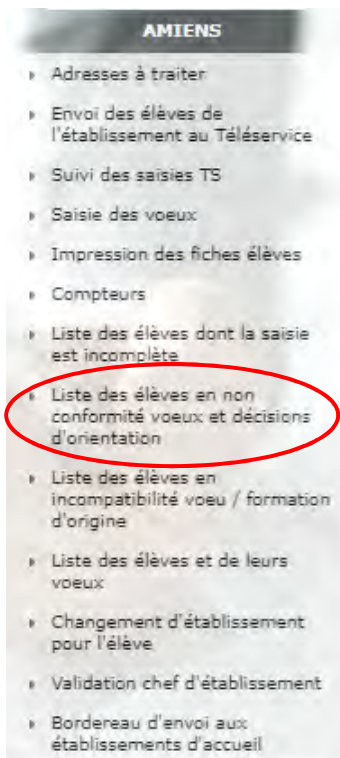 AMIENS
Adresses à traiter
Envoi des élèves de
l'établissement au Téléservice
Suivi des saisies TS
Saisie des voeux
Impression des fiches élèves
Compteurs
Liste des élèves dont la saisie
est incomplète
Liste des élèves en non
conformité voeux et décisions
d'orientation
Liste des élèves en
incompatibilité voeu / formation
d'origine
Liste des élèves et de leurs
voeux
Changement d'établissement
pour l'élève
Validation chef d'établissement
Bordereau d'envoi aux
établissements d'accueil